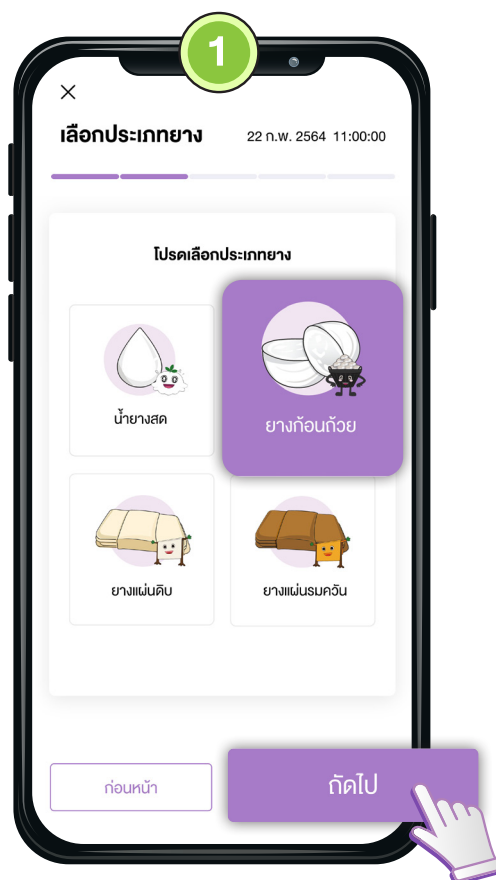 1
เลือกประเภทยาง 22 ก.พ. 2564 11:00:00
โปรดเลือกประเภทยาง
น้ำยางสด ยางก้อนถ้วย
ยางแผ่นดิบ ยางแผ่นรมควัน
ก่อนหน้า ถัดไป